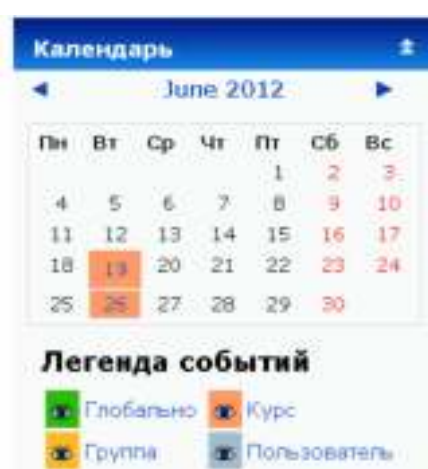 Календарь
June 2012
Пн Вт Ср Чт Пт Сб Вс
1 2 3
4 5 6 7 8 9 10
11 12 13 14 15 16 17
18 19 20 21 22 23 24
25 26 27 28 29 30
Легенда событий
Глобально Курс
Группа Пользователь